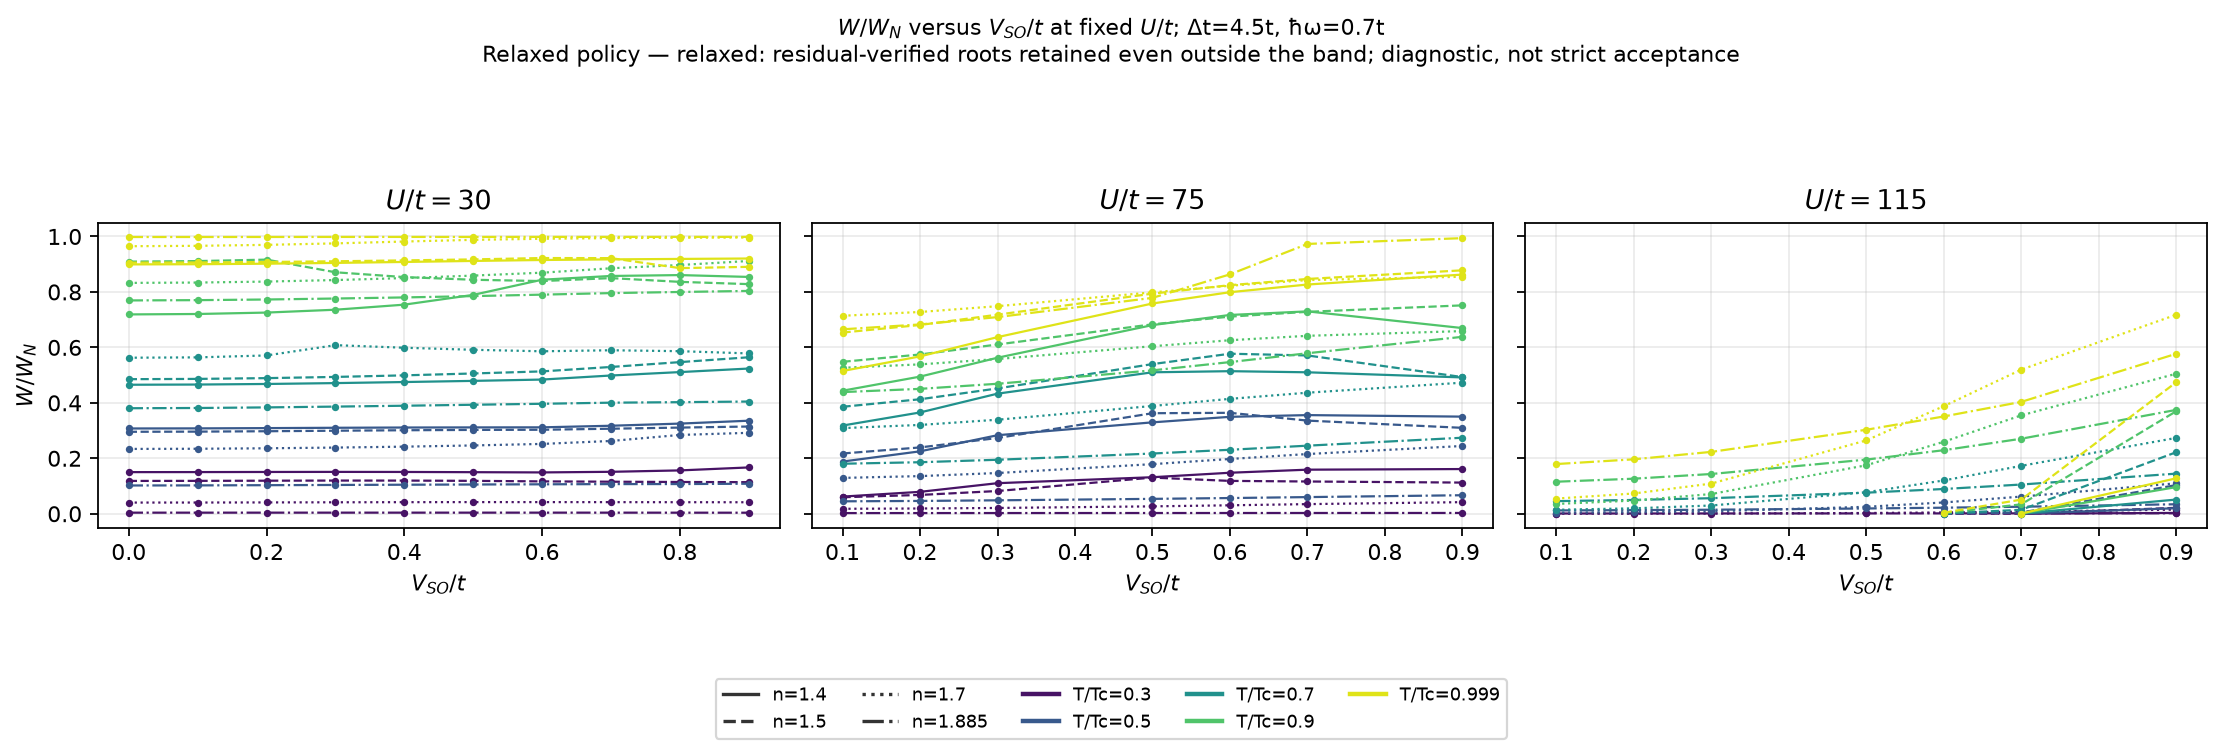 W/W_N versus V_SO/t at fixed U/t; Δt=4.5t, ħω=0.7t
Relaxed policy — relaxed: residual-verified roots retained even outside the band; diagnostic, not strict acceptance
U/t = 30
U/t = 75
U/t = 115
W/W_N
1.0
0.8
0.6
0.4
0.2
0.0
0.0 0.2 0.4 0.6 0.8
0.1 0.2 0.3 0.4 0.5 0.6 0.7 0.8 0.9
0.1 0.2 0.3 0.4 0.5 0.6 0.7 0.8 0.9
V_SO/t
V_SO/t
V_SO/t
n=1.4 n=1.7 T/Tc=0.3 T/Tc=0.7 T/Tc=0.999
n=1.5 n=1.885 T/Tc=0.5 T/Tc=0.9